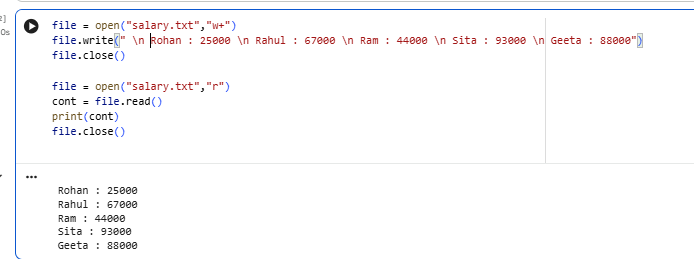 ]
0s
file = open("salary.txt","w+")
file.write(" \n Rohan : 25000 \n Rahul : 67000 \n Ram : 44000 \n Sita : 93000 \n Geeta : 88000")
file.close()
file = open("salary.txt","r")
cont = file.read()
print(cont)
file.close()
...
Rohan : 25000
Rahul : 67000
Ram : 44000
Sita : 93000
Geeta : 88000